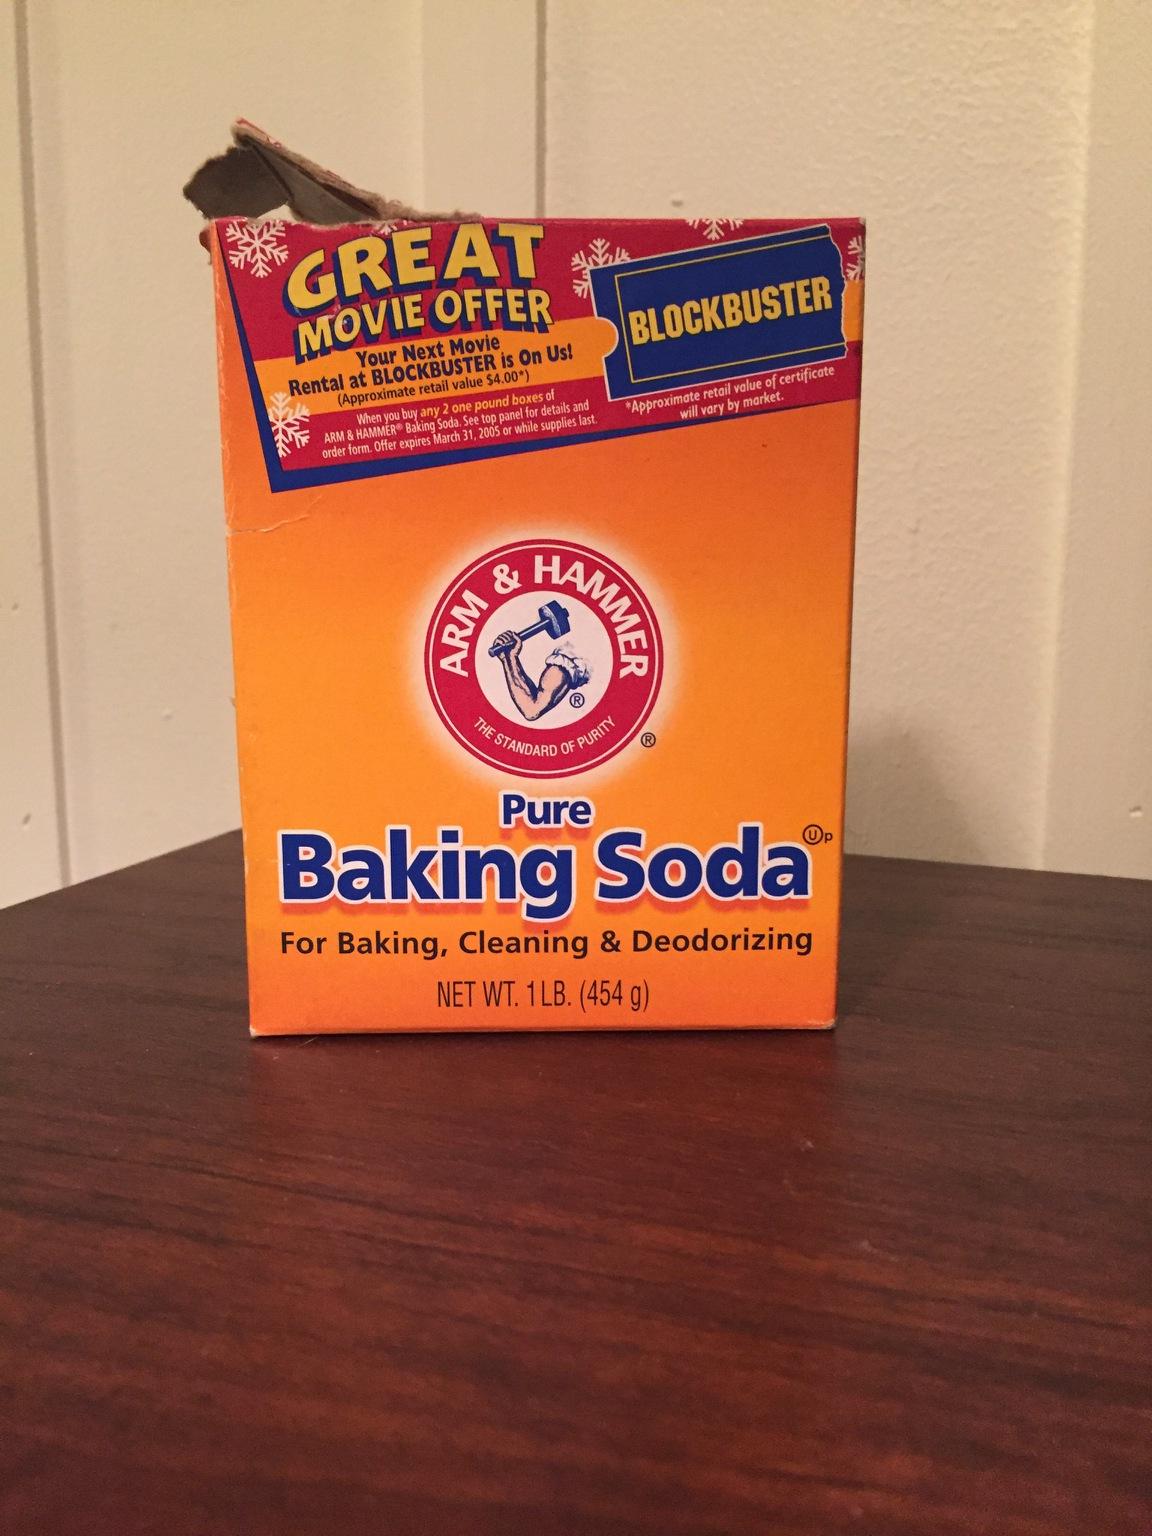 GREAT
MOVIE OFFER
Your Next Movie
Rental at BLOCKBUSTER is On Us!
(Approximate retail value $4.00*)
When you buy any 2 one pound boxes of
ARM & HAMMER® Baking Soda. See top panel for details and
order form. Offer expires March 31, 2005 or while supplies last.
BLOCKBUSTER
*Approximate retail value of certificate
will vary by market.
ARM & HAMMER
®
THE STANDARD OF PURITY
®
Pure
Baking Soda Ⓤp
For Baking, Cleaning & Deodorizing
NET WT. 1 LB. (454 g)